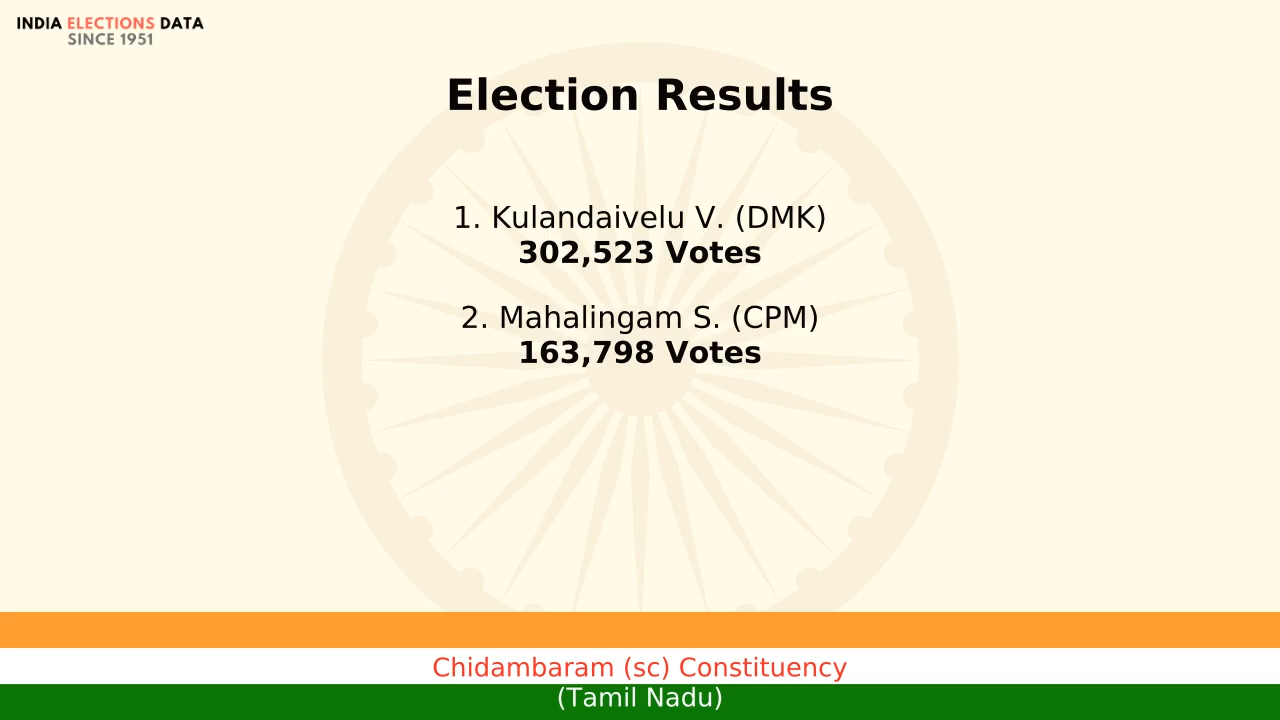 INDIA ELECTIONS DATA
SINCE 1951
Election Results
1. Kulandaivelu V. (DMK)
302,523 Votes
2. Mahalingam S. (CPM)
163,798 Votes
Chidambaram (sc) Constituency
(Tamil Nadu)